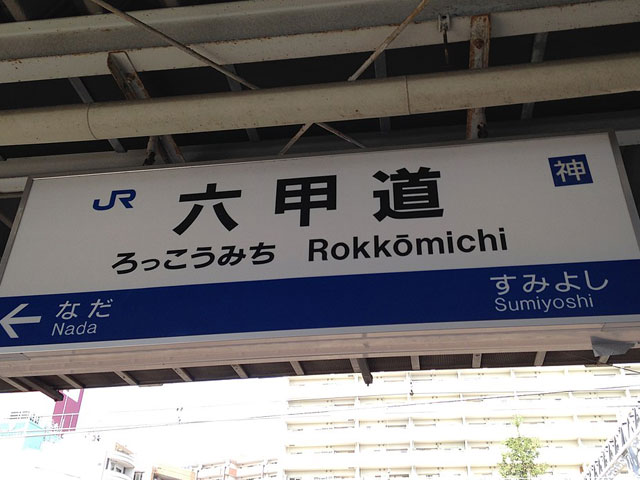 JR 六甲道 神
ろっこうみち Rokkōmichi
← なだ すみよし
Nada Sumiyoshi